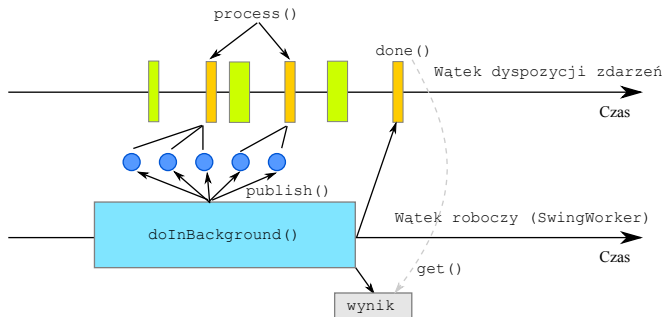 process()
done()
Wątek dyspozycji zdarzeń
Czas
publish()
Wątek roboczy (SwingWorker)
doInBackground()
Czas
get()
wynik